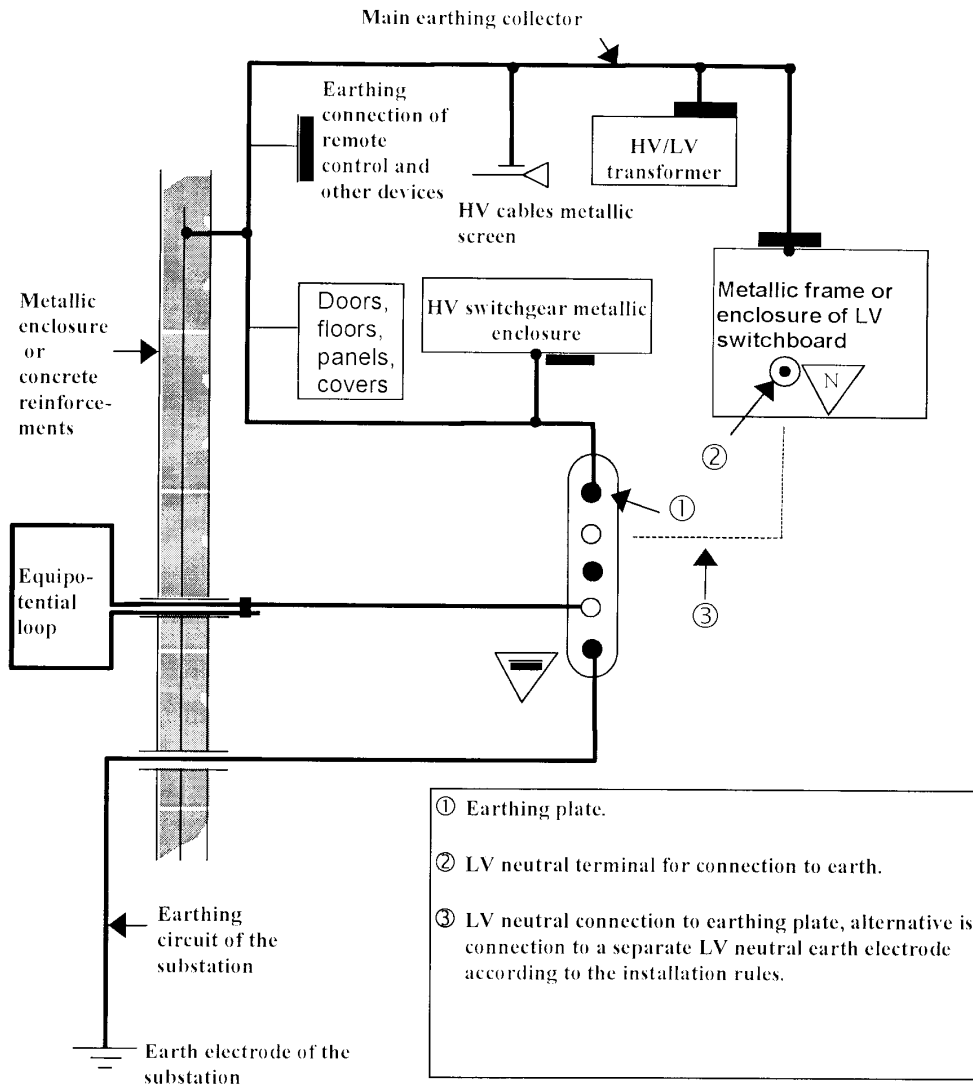 Main earthing collector
Earthing
connection of
remote
control and
other devices
HV cables metallic
screen
HV/LV
transformer
Metallic
enclosure
or
concrete
reinforce-
ments
Doors,
floors,
panels,
covers
HV switchgear metallic
enclosure
Metallic frame or
enclosure of LV
switchboard
N
②
①
③
Equipo-
tential
loop
① Earthing plate.
② LV neutral terminal for connection to earth.
③ LV neutral connection to earthing plate, alternative is
connection to a separate LV neutral earth electrode
according to the installation rules.
Earthing
circuit of the
substation
Earth electrode of the
substation